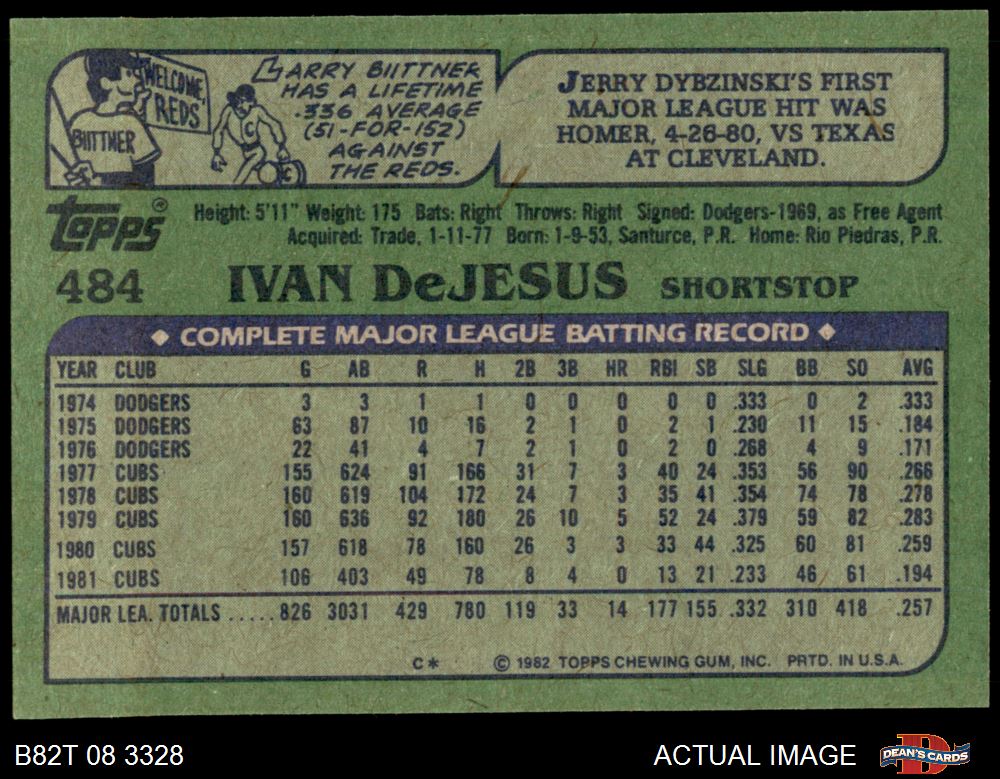 WELCOME,
REDS
BIITTNER
LARRY BIITTNER
HAS A LIFETIME
.336 AVERAGE
(51-FOR-152)
AGAINST
THE REDS.
C
C
JERRY DYBZINSKI'S FIRST
MAJOR LEAGUE HIT WAS
HOMER, 4-26-80, VS TEXAS
AT CLEVELAND.
Topps®
Height: 5'11" Weight: 175 Bats: Right Throws: Right Signed: Dodgers-1969, as Free Agent
Acquired: Trade, 1-11-77 Born: 1-9-53, Santurce, P.R. Home: Rio Piedras, P.R.
484 IVAN DeJESUS SHORTSTOP
◆ COMPLETE MAJOR LEAGUE BATTING RECORD ◆
YEAR CLUB G AB R H 2B 3B HR RBI SB SLG BB SO AVG
1974 DODGERS 3 3 1 1 0 0 0 0 0 .333 0 2 .333
1975 DODGERS 63 87 10 16 2 1 0 2 1 .230 11 15 .184
1976 DODGERS 22 41 4 7 2 1 0 2 0 .268 4 9 .171
1977 CUBS 155 624 91 166 31 7 3 40 24 .353 56 90 .266
1978 CUBS 160 619 104 172 24 7 3 35 41 .354 74 78 .278
1979 CUBS 160 636 92 180 26 10 5 52 24 .379 59 82 .283
1980 CUBS 157 618 78 160 26 3 3 33 44 .325 60 81 .259
1981 CUBS 106 403 49 78 8 4 0 13 21 .233 46 61 .194
MAJOR LEA. TOTALS ..... 826 3031 429 780 119 33 14 177 155 .332 310 418 .257
C* © 1982 TOPPS CHEWING GUM, INC. PRTD. IN U.S.A.
B82T 08 3328 ACTUAL IMAGE D DEAN'S CARDS